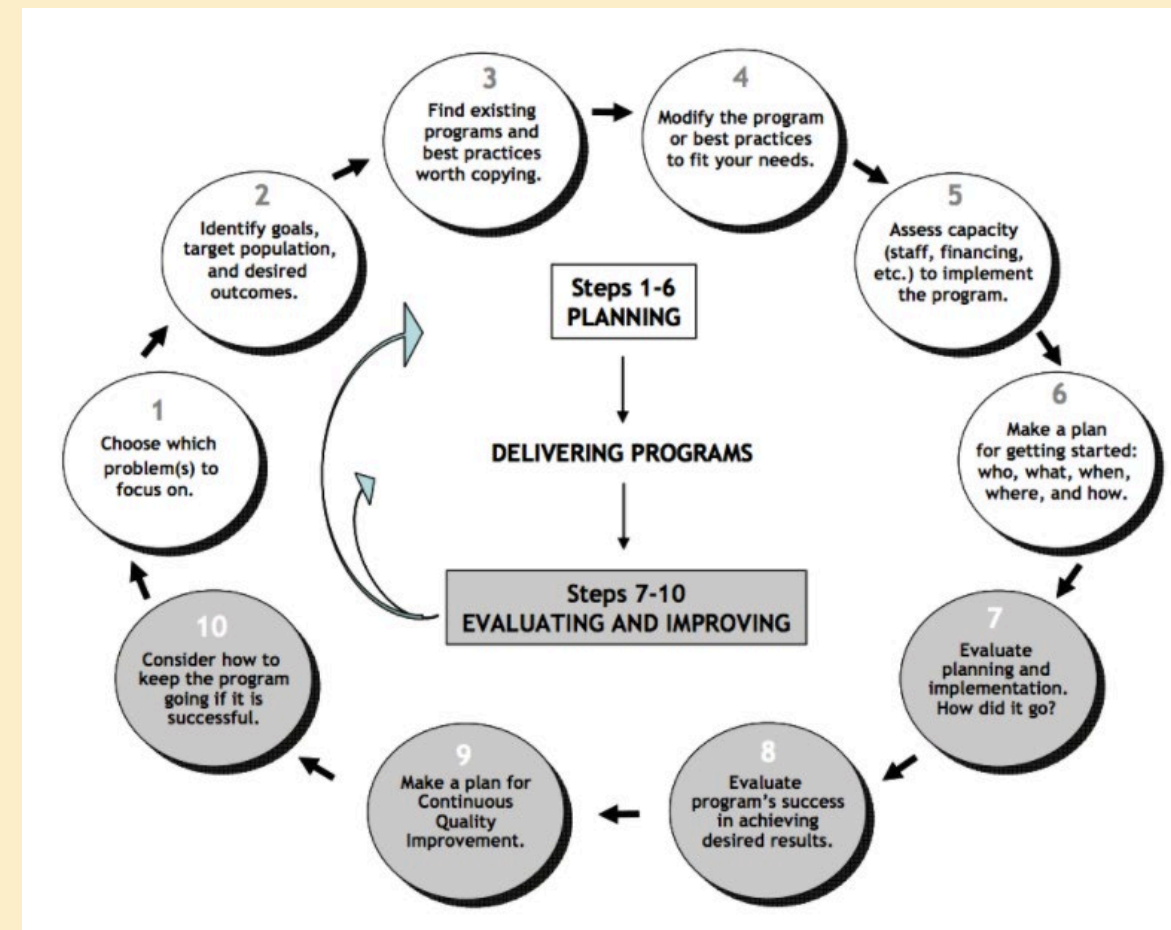 1
Choose which
problem(s) to
focus on.
2
Identify goals,
target population,
and desired
outcomes.
3
Find existing
programs and
best practices
worth copying.
4
Modify the program
or best practices
to fit your needs.
5
Assess capacity
(staff, financing,
etc.) to implement
the program.
6
Make a plan
for getting started:
who, what, when,
where, and how.
7
Evaluate
planning and
implementation.
How did it go?
8
Evaluate
program’s success
in achieving
desired results.
9
Make a plan for
Continuous
Quality
Improvement.
10
Consider how to
keep the program
going if it is
successful.
Steps 1-6
PLANNING
DELIVERING PROGRAMS
Steps 7-10
EVALUATING AND IMPROVING